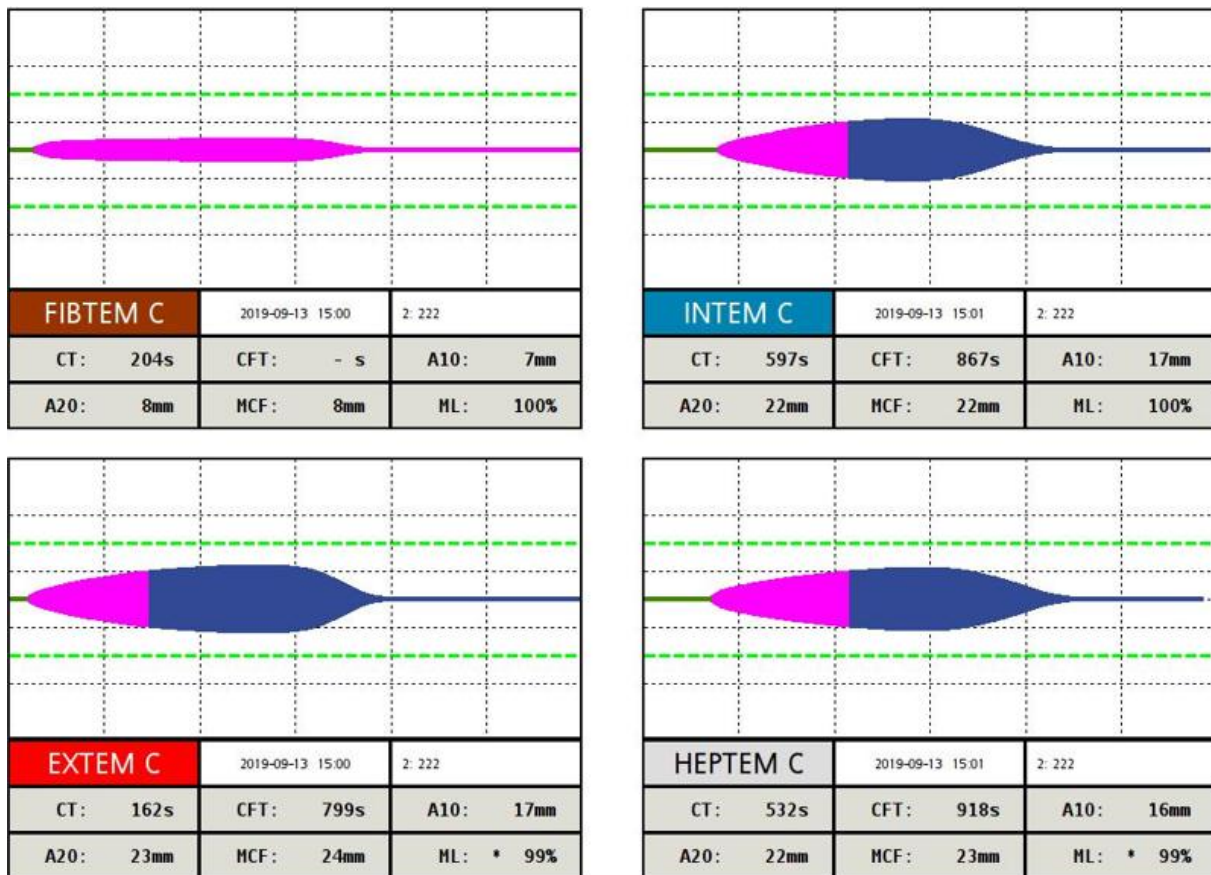 FIBTEM C 2019-09-13 15:00 2: 222
CT: 204s CFT: - s A10: 7mm
A20: 8mm MCF: 8mm ML: 100%
INTEM C 2019-09-13 15:01 2: 222
CT: 597s CFT: 867s A10: 17mm
A20: 22mm MCF: 22mm ML: 100%
EXTEM C 2019-09-13 15:00 2: 222
CT: 162s CFT: 799s A10: 17mm
A20: 23mm MCF: 24mm ML: * 99%
HEPTEM C 2019-09-13 15:01 2: 222
CT: 532s CFT: 918s A10: 16mm
A20: 22mm MCF: 23mm ML: * 99%